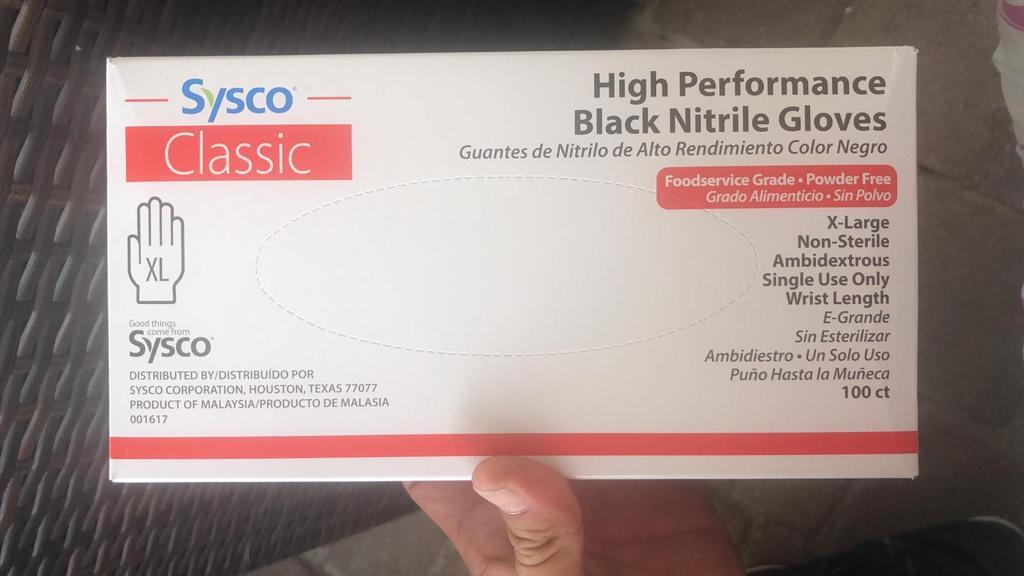 Sysco
Classic
XL
Good things
come from
Sysco
DISTRIBUTED BY/DISTRIBUÍDO POR
SYSCO CORPORATION, HOUSTON, TEXAS 77077
PRODUCT OF MALAYSIA/PRODUCTO DE MALASIA
001617
High Performance
Black Nitrile Gloves
Guantes de Nitrilo de Alto Rendimiento Color Negro
Foodservice Grade • Powder Free
Grado Alimenticio • Sin Polvo
X-Large
Non-Sterile
Ambidextrous
Single Use Only
Wrist Length
E-Grande
Sin Esterilizar
Ambidiestro • Un Solo Uso
Puño Hasta la Muñeca
100 ct